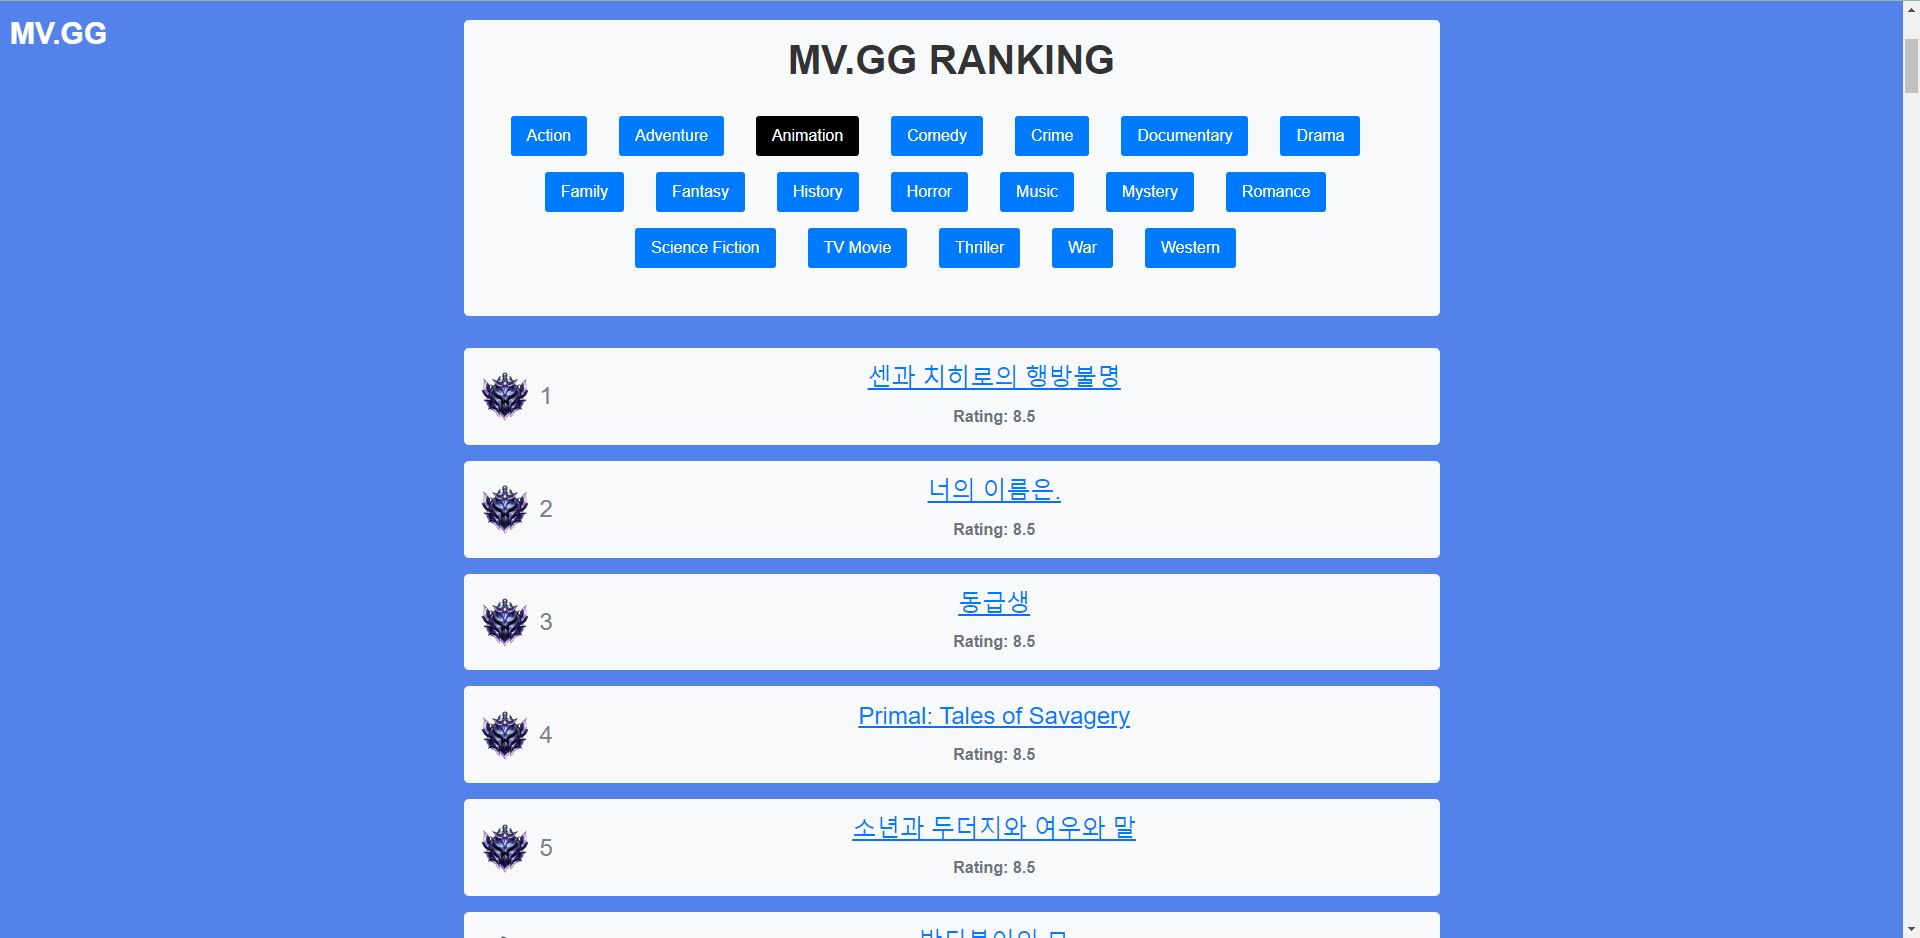 MV.GG
MV.GG RANKING
Action Adventure Animation Comedy Crime Documentary Drama
Family Fantasy History Horror Music Mystery Romance
Science Fiction TV Movie Thriller War Western
1 센과 치히로의 행방불명
Rating: 8.5
2 너의 이름은.
Rating: 8.5
3 동급생
Rating: 8.5
4 Primal: Tales of Savagery
Rating: 8.5
5 소년과 두더지와 여우와 말
Rating: 8.5